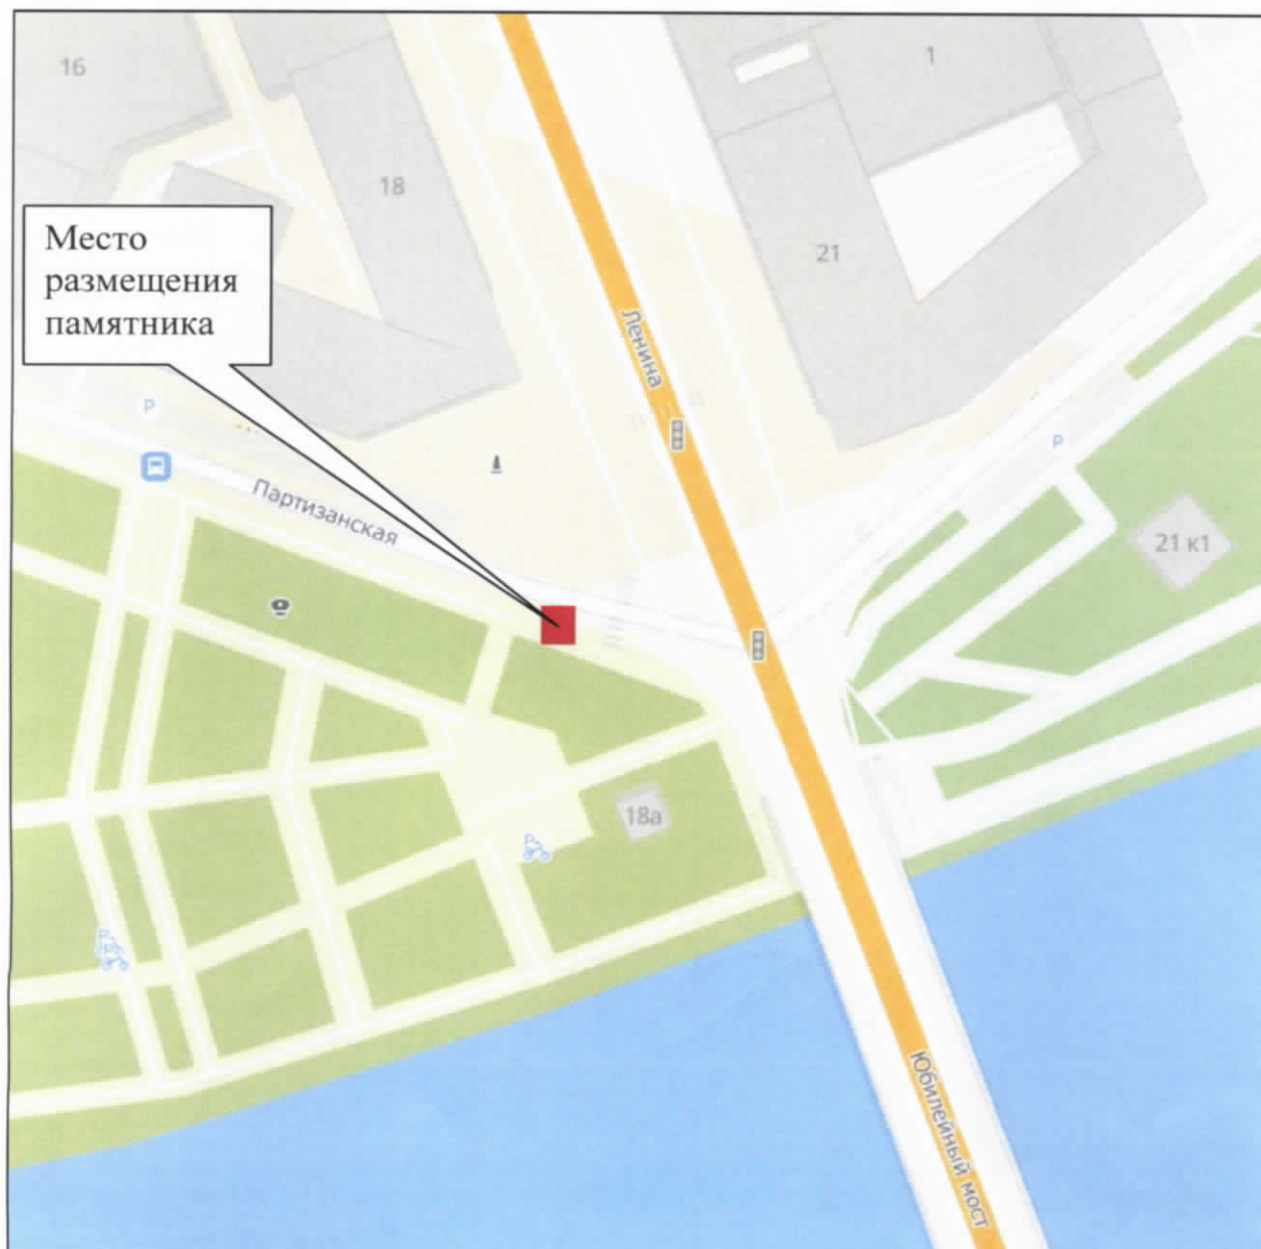 16
1
18
21
Место
размещения
памятника
Ленина
P
P
Партизанская
21 к1
18а
P
P
P
Юбилейный мост